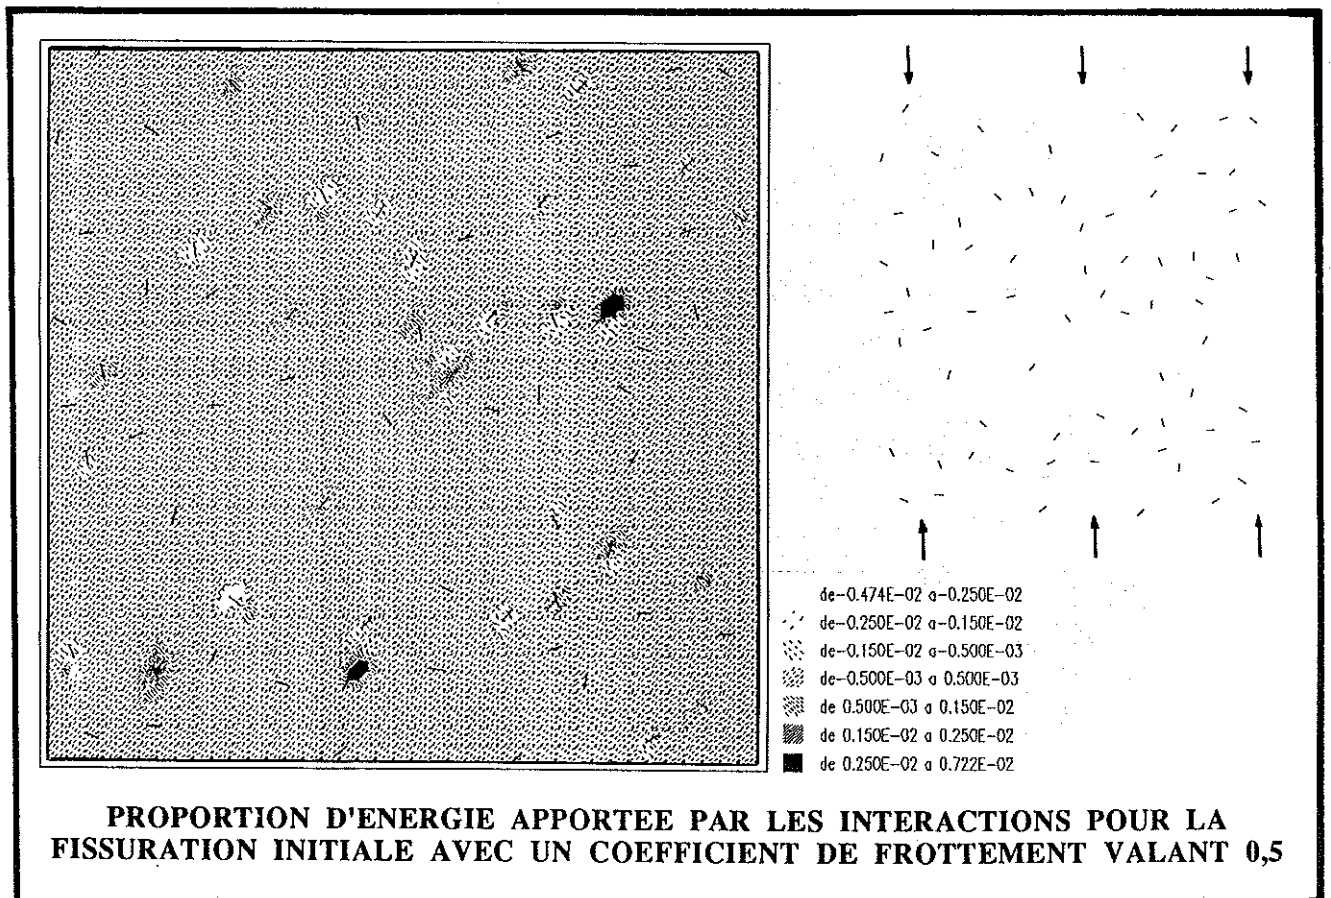 de-0.474E-02 a-0.250E-02
de-0.250E-02 a-0.150E-02
de-0.150E-02 a-0.500E-03
de-0.500E-03 a 0.500E-03
de 0.500E-03 a 0.150E-02
de 0.150E-02 a 0.250E-02
de 0.250E-02 a 0.722E-02
PROPORTION D'ENERGIE APPORTEE PAR LES INTERACTIONS POUR LA
FISSURATION INITIALE AVEC UN COEFFICIENT DE FROTTEMENT VALANT 0,5